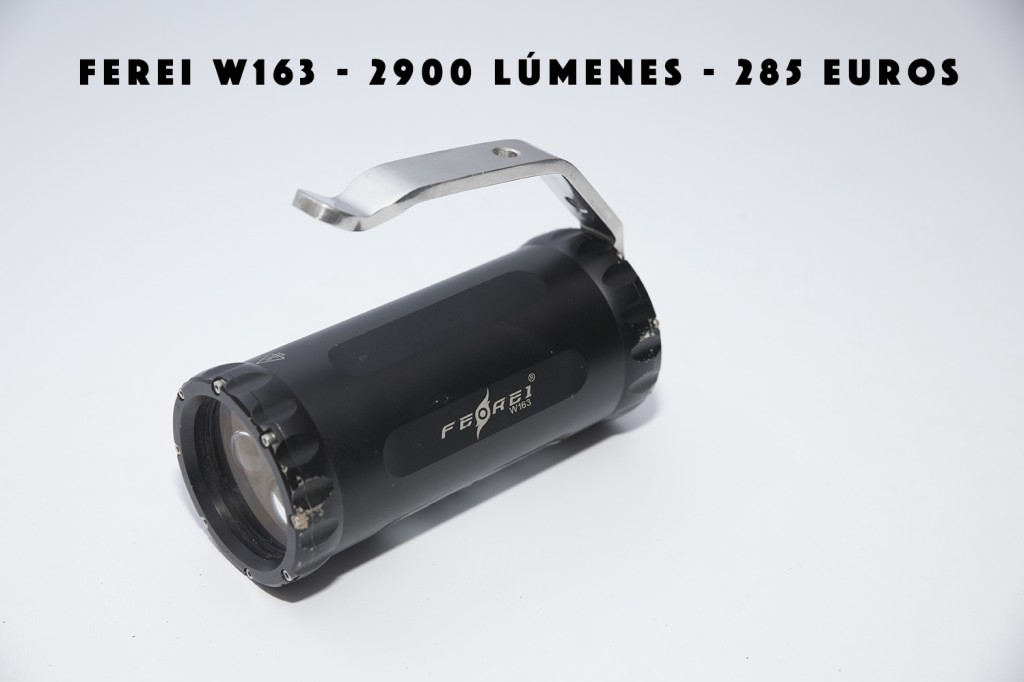 FEREI W163 - 2900 LÚMENES - 285 EUROS
FEREI®
W163